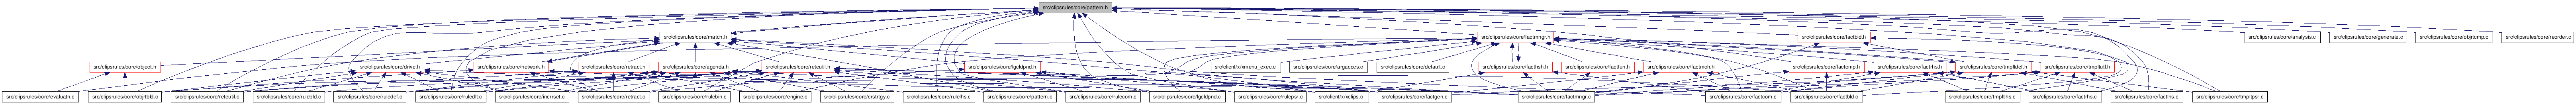 src/clipsrules/core/pattern.h
src/clipsrules/core/match.h
src/clipsrules/core/factmngr.h
src/clipsrules/core/factbld.h
src/clipsrules/core/analysis.c
src/clipsrules/core/generate.c
src/clipsrules/core/objrtcmp.c
src/clipsrules/core/reorder.c
src/clipsrules/core/object.h
src/clipsrules/core/drive.h
src/clipsrules/core/network.h
src/clipsrules/core/retract.h
src/clipsrules/core/agenda.h
src/clipsrules/core/reteutil.h
src/clipsrules/core/lgcldpnd.h
src/client/x/xmenu_exec.c
src/clipsrules/core/argacces.c
src/clipsrules/core/default.c
src/clipsrules/core/facthsh.h
src/clipsrules/core/factfun.h
src/clipsrules/core/factmch.h
src/clipsrules/core/factcmp.h
src/clipsrules/core/factrhs.h
src/clipsrules/core/tmpltdef.h
src/clipsrules/core/tmpltutl.h
src/clipsrules/core/evaluatn.c
src/clipsrules/core/objrtbld.c
src/clipsrules/core/reteutil.c
src/clipsrules/core/rulebld.c
src/clipsrules/core/ruledef.c
src/clipsrules/core/ruledlt.c
src/clipsrules/core/incrrset.c
src/clipsrules/core/retract.c
src/clipsrules/core/rulebin.c
src/clipsrules/core/engine.c
src/clipsrules/core/crstrtgy.c
src/clipsrules/core/rulelhs.c
src/clipsrules/core/pattern.c
src/clipsrules/core/rulecom.c
src/clipsrules/core/lgcldpnd.c
src/clipsrules/core/rulepsr.c
src/client/x/xclips.c
src/clipsrules/core/factgen.c
src/clipsrules/core/factmngr.c
src/clipsrules/core/factcom.c
src/clipsrules/core/factbld.c
src/clipsrules/core/tmpltlhs.c
src/clipsrules/core/factrhs.c
src/clipsrules/core/factlhs.c
src/clipsrules/core/tmpltpsr.c